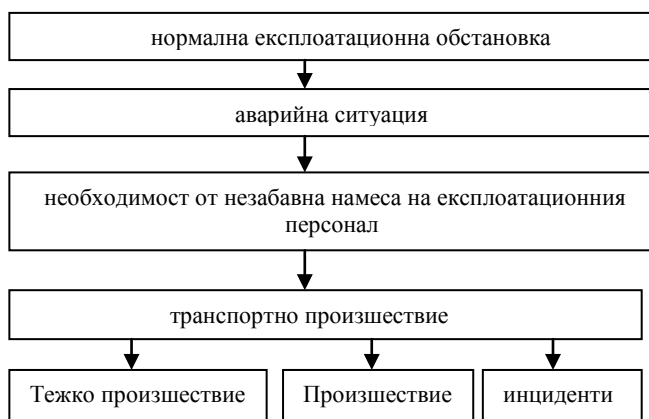 нормална експлоатационна обстановка
аварийна ситуация
необходимост от незабавна намеса на експлоатационния
персонал
транспортно произшествие
Тежко произшествие
Произшествие
инциденти